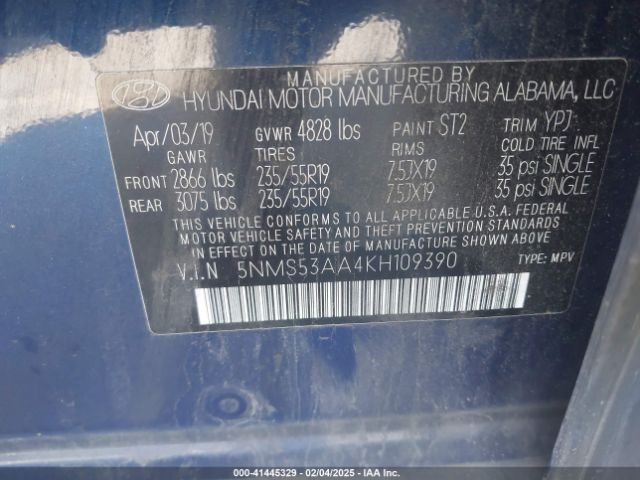 MANUFACTURED BY
HYUNDAI MOTOR MANUFACTURING ALABAMA, LLC
Apr/03/19 GVWR 4828 lbs PAINT ST2 TRIM YPJ
GAWR TIRES RIMS COLD TIRE INFL
FRONT 2866 lbs 235/55R19 7.5JX19 35 psi SINGLE
REAR 3075 lbs 235/55R19 7.5JX19 35 psi SINGLE
THIS VEHICLE CONFORMS TO ALL APPLICABLE U.S.A. FEDERAL
MOTOR VEHICLE SAFETY AND THEFT PREVENTION STANDARDS
IN EFFECT ON THE DATE OF MANUFACTURE SHOWN ABOVE.
V.I.N 5NMS53AA4KH109390 TYPE: MPV
5NMS53AA4KH109390 - 41445329 - 02/04/2025 - IAA Inc.